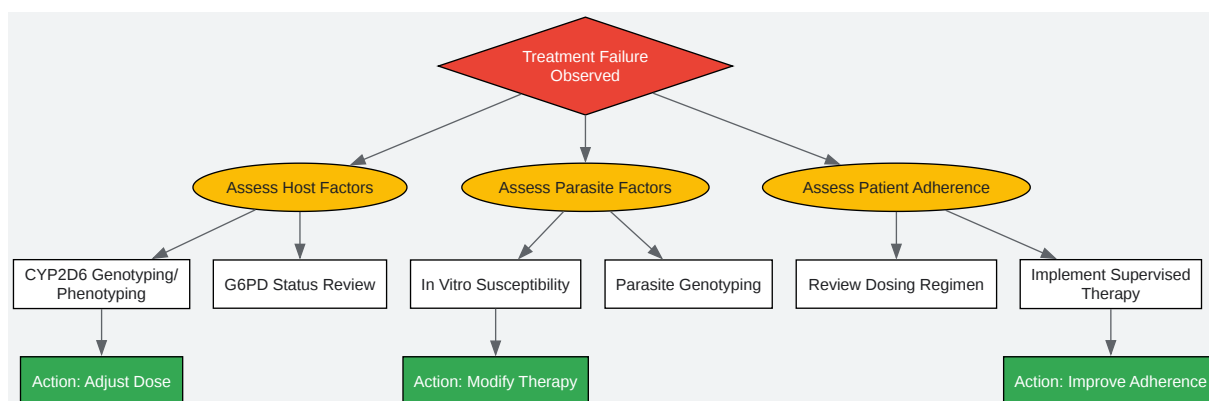 Treatment Failure
Observed
Assess Host Factors
Assess Parasite Factors
Assess Patient Adherence
CYP2D6 Genotyping/
Phenotyping
G6PD Status Review
In Vitro Susceptibility
Parasite Genotyping
Review Dosing Regimen
Implement Supervised
Therapy
Action: Adjust Dose
Action: Modify Therapy
Action: Improve Adherence